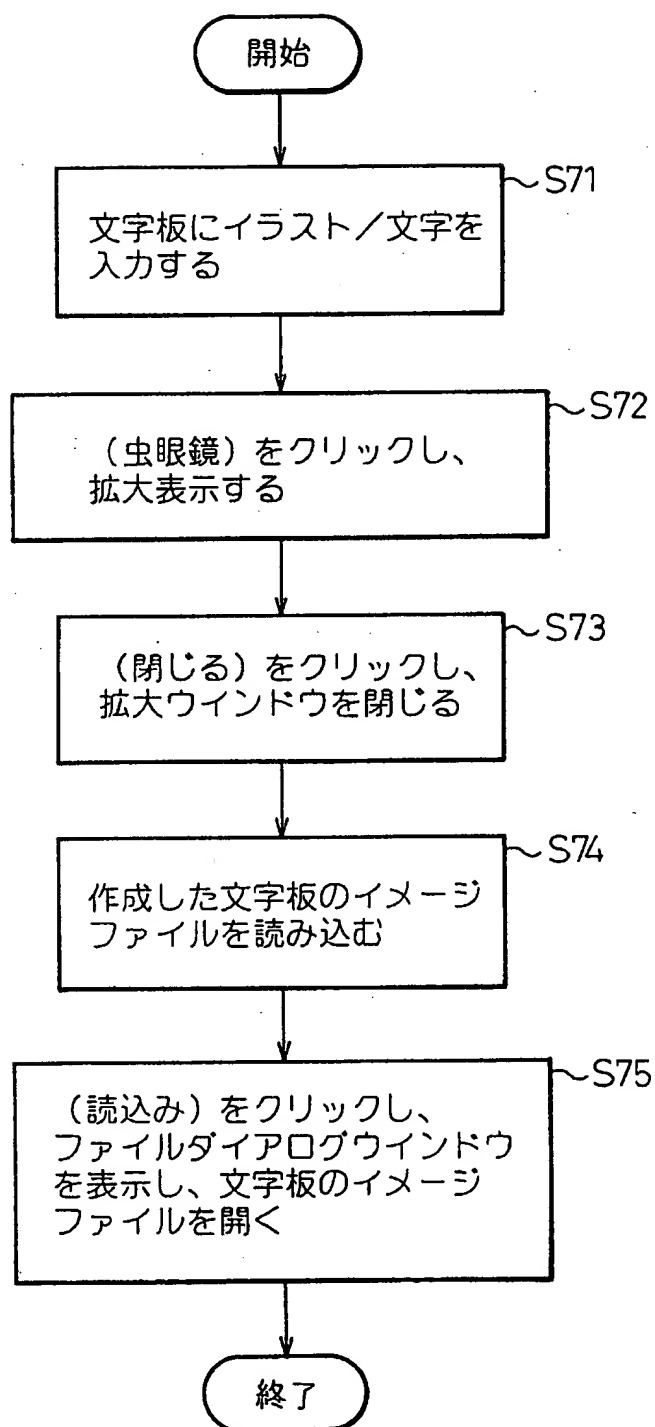 開始
S71
文字板にイラスト/文字を
入力する
S72
(虫眼鏡)をクリックし、
拡大表示する
S73
(閉じる)をクリックし、
拡大ウインドウを閉じる
S74
作成した文字板のイメージ
ファイルを読み込む
S75
(読込み)をクリックし、
ファイルダイアログウインドウ
を表示し、文字板のイメージ
ファイルを開く
終了